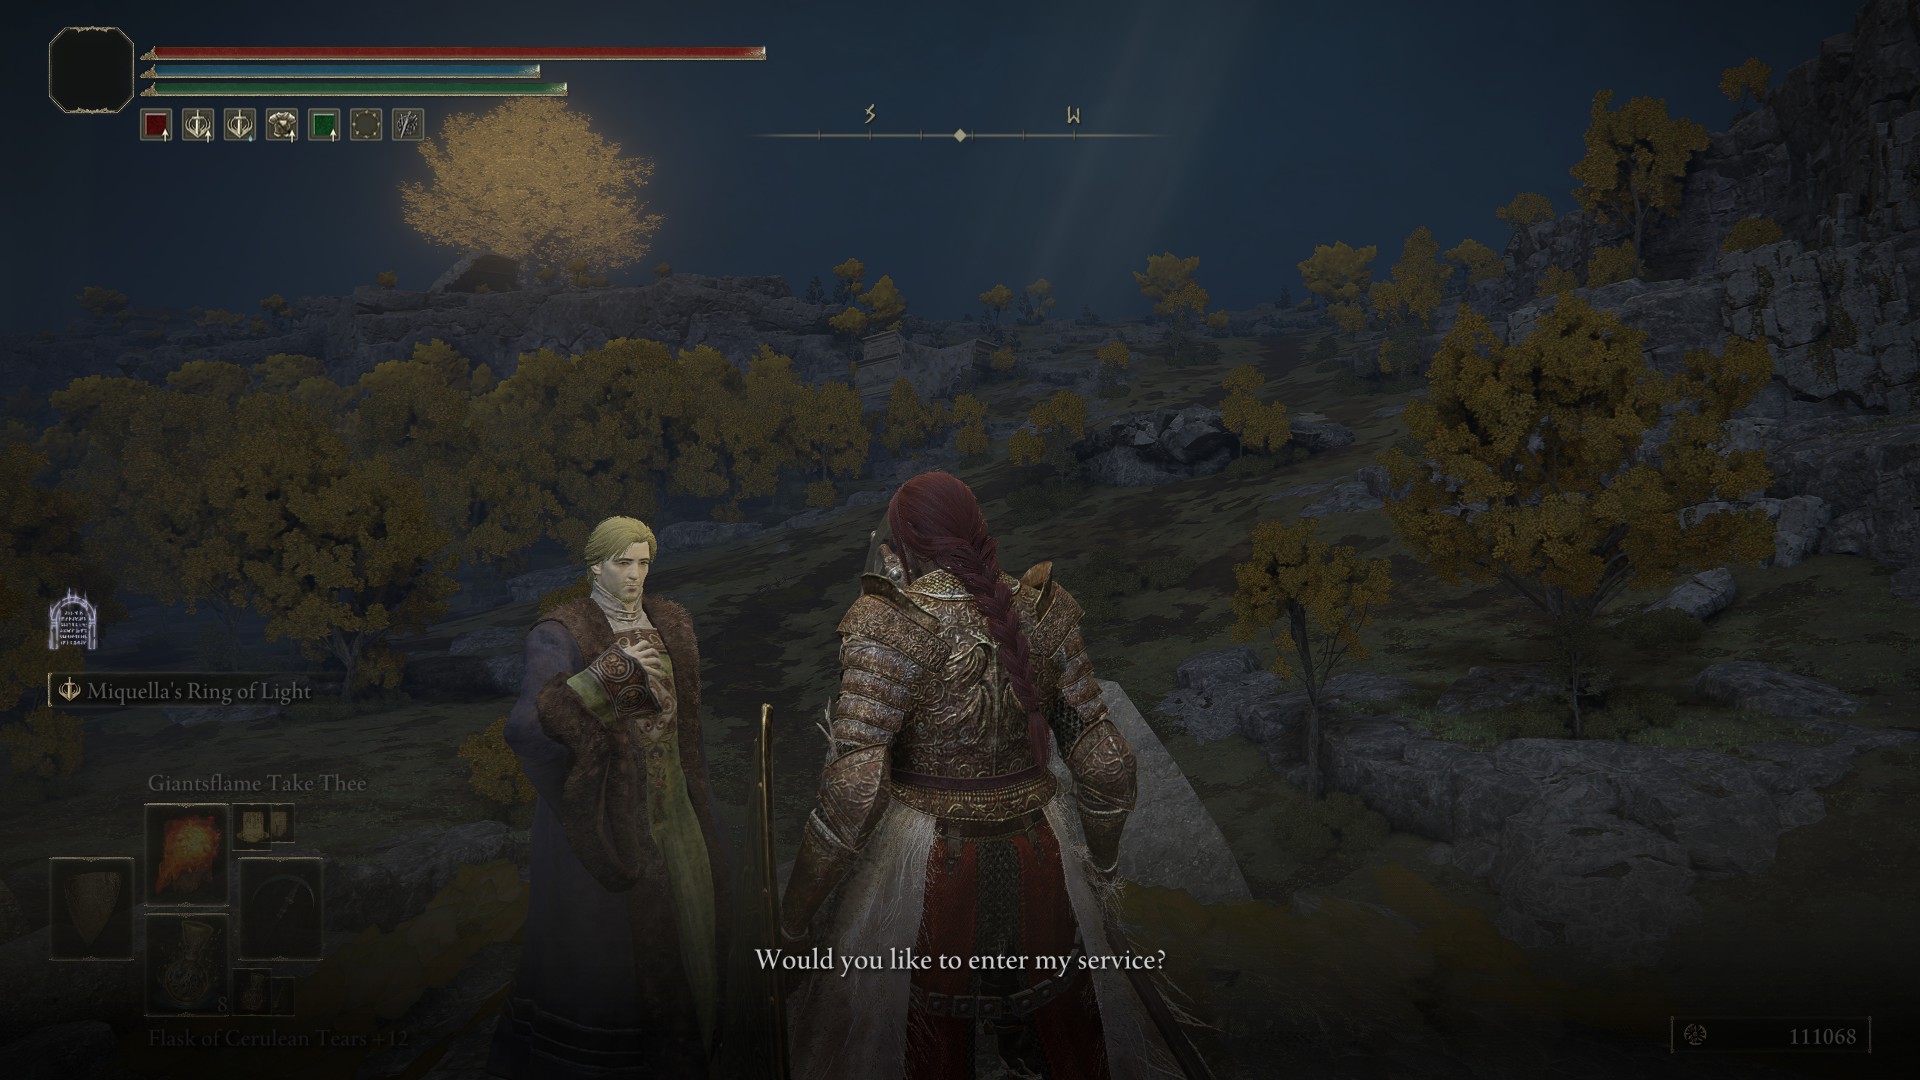 S W
Miquella's Ring of Light
Giantsflame Take Thee
8
Flask of Cerulean Tears +12
Would you like to enter my service?
111068